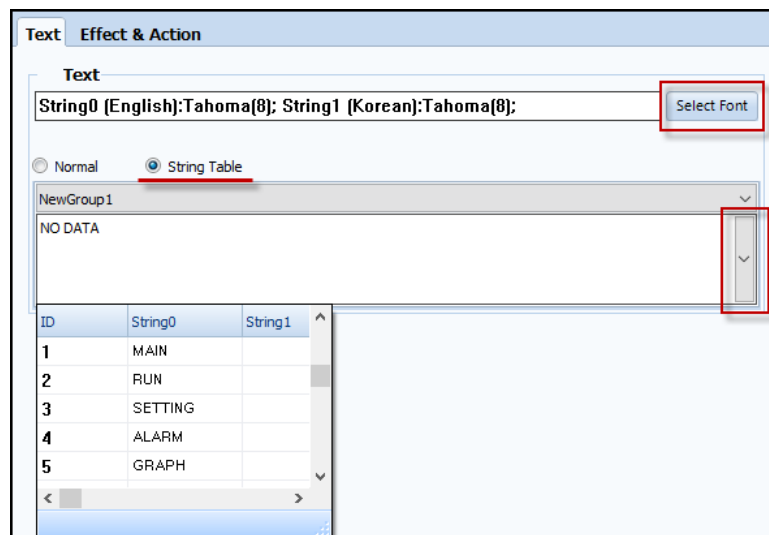 Text Effect & Action
Text
String0 (English):Tahoma(8); String1 (Korean):Tahoma(8); Select Font
Normal String Table
NewGroup1
NO DATA
ID String0 String1
1 MAIN
2 RUN
3 SETTING
4 ALARM
5 GRAPH